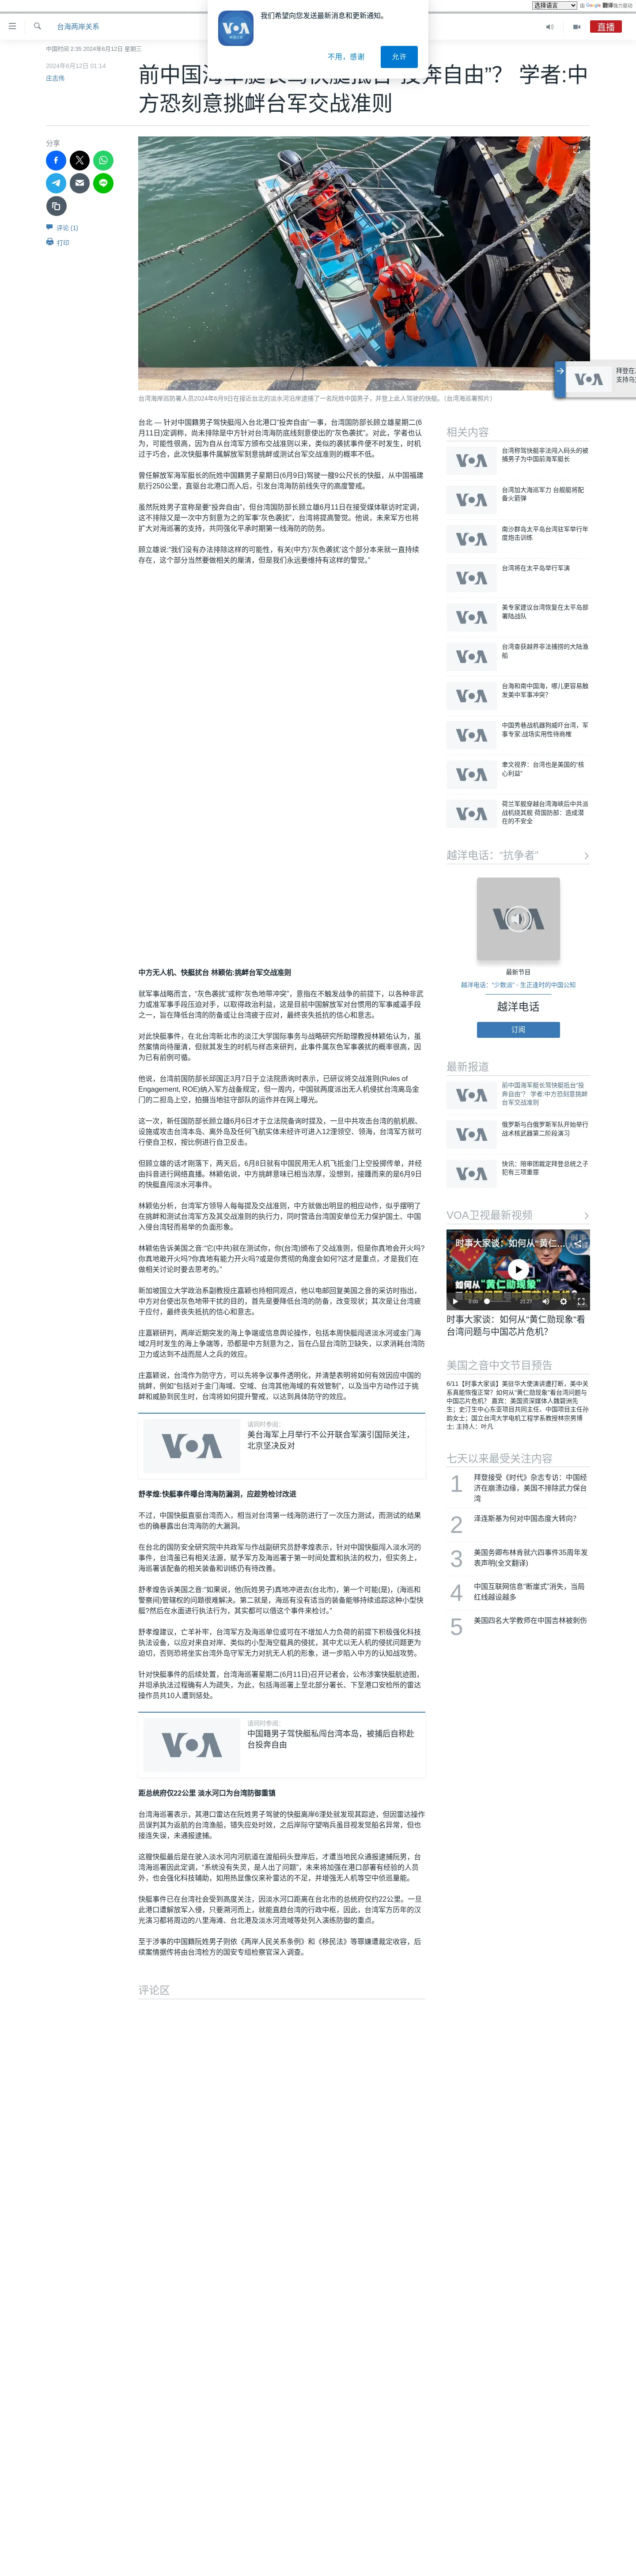 选择语言
由 Google 翻译强力驱动
VOA
我们希望向您发送最新消息和更新通知。
不用，感谢
允许
台海两岸关系
直播
中国时间 2:35 2024年6月12日 星期三
2024年6月12日 01:14
庄志伟
学者:中
方恐刻意挑衅台军交战准则
分享
评论 (1)
打印
台湾海岸巡防署人员2024年6月9日在接近台北的淡水河沿岸逮捕了一名阮姓中国男子，并登上此人驾驶的快艇。（台湾海巡署照片）
台北 — 针对中国籍男子驾快艇闯入台北港口“投奔自由”一事，台湾国防部长顾立雄星期二(6
月11日)定调称，尚未排除是中方针对台湾海防底线刻意使出的“灰色袭扰”。对此，学者也认
为，可能性很高，因为自从台湾军方颁布交战准则以来，类似的袭扰事件便不时发生，时机
过于巧合，此次快艇事件属解放军刻意挑衅或测试台军交战准则的概率不低。
曾任解放军海军艇长的阮姓中国籍男子星期日(6月9日)驾驶一艘9公尺长的快艇，从中国福建
航行250公里，直驱台北港口而入后，引发台湾海防前线失守的高度警戒。
虽然阮姓男子宣称是要“投奔自由”，但台湾国防部长顾立雄6月11日在接受媒体联访时定调，
这不排除又是一次中方刻意为之的军事“灰色袭扰”，台湾将提高警觉。他说，未来军方也将
扩大对海巡署的支持，共同强化平录时期第一线海防的防务。
顾立雄说:“我们没有办法排除这样的可能性，有关(中方)‘灰色袭扰’这个部分本来就一直持续
存在，这个部分当然要做相关的厘清，但是我们永远要维持有这样的警觉。”
中方无人机、快艇扰台 林颖佑:挑衅台军交战准则
就军事战略而言，“灰色袭扰”或称“灰色地带冲突”，意指在不触发战争的前提下，以各种非武
力或准军事手段压迫对手，以取得政治利益，这是目前中国解放军对台惯用的军事威逼手段
之一，旨在降低台湾的防备或让台湾疲于应对，最终丧失抵抗的信心和意志。
对此快艇事件，在台北台湾新北市的淡江大学国际事务与战略研究所助理教授林颖佑认为，虽
然案情尚待厘清，但就其发生的时机与样态来研判，此事件属灰色军事袭扰的概率很高，因
为已有前例可循。
他说，台湾前国防部长邱国正3月7日于立法院质询时表示，已研议将交战准则(Rules of
Engagement, ROE)纳入军方战备规定。但一周内，中国就两度派出无人机侵扰台湾离岛金
门的二担岛上空，拍摄当地驻守部队的运作并在网上曝光。
这一次，新任国防部长顾立雄6月6日才于立法院备询时提及，一旦中共攻击台湾的航机舰、
设施或攻击台湾本岛、离外岛及任何飞航实体未经许可进入12浬领空、领海，台湾军方就可
行使自卫权，按比例进行自卫反击。
但顾立雄的话才刚落下，两天后，6月8日就有中国民用无人机飞抵金门上空投掷传单，并经
由抖音进行网络直播。林颖佑说，中方挑衅意味已相当浓厚，没想到，接踵而来的是6月9日
的快艇直闯淡水河事件。
林颖佑分析，台湾军方领导人每每提及交战准则，中方就做出明显的相应动作，似乎摆明了
在挑衅和测试台湾军方及其交战准则的执行力，同时营造台湾国安单位无力保护国土、中国
人侵台湾轻而易举的负面形象。
林颖佑告诉美国之音:“它(中共)就在测试你，你(台湾)颁布了交战准则，但是你真地会开火吗?
你真地敢开火吗?你真地有能力开火吗?或是你贯彻的角度会如何?这才是重点，才是我们在
做相关讨论时要去思考的。”
新加坡国立大学政治系副教授庄嘉颖也持相同观点，他以电邮回复美国之音的采访时指出，
中方对台使出灰色地带干扰的目的，首先是要降低台湾的防备，改变现状；其次是让台湾疲
于应付，最终丧失抵抗的信心和意志。
庄嘉颖研判，两岸近期突发的海上争端或信息舆论操作，包括本周快艇闯进淡水河或金门海
域2月时发生的海上争端等，恐怕都是中方刻意为之，旨在凸显台湾防卫缺失，以求消耗台湾防
卫力或达到不战而屈人之兵的效应。
庄嘉颖说，台湾作为防守方，可以先将争议事件透明化，并清楚表明将如何有效因应中国的
挑衅，例如“包括对于金门海域、空域、台湾其他海域的有效管制”，以及当中方动作过于挑
衅和威胁到民生时，台湾将如何提升警戒，以达到具体防守的效应。
请同时参阅：
美台海军上月举行不公开联合军演引国际关注，
北京坚决反对
舒孝煌:快艇事件曝台湾海防漏洞，应趁势检讨改进
不过，中国快艇直驱台湾而入，相当对台湾第一线海防进行了一次压力测试，而测试的结果
也的确暴露出台湾海防的大漏洞。
在台北的国防安全研究院中共政军与作战副研究员舒孝煌表示，针对中国快艇闯入淡水河的
事件，台湾虽已有相关法源，赋予军方及海巡署于第一时间处置和执法的权力，但实务上，
海巡署该配备的相关装备和训练仍有待改善。
舒孝煌告诉美国之音:“如果说，他(阮姓男子)真地冲进去(台北市)，第一个可能(是)，(海巡和
警察间)管辖权的问题很难解决。第二就是，海巡有没有适当的装备能够持续追踪这种小型快
艇?然后在水面进行执法行为，其实都可以借这个事件来检讨。”
舒孝煌建议，亡羊补牢，台湾军方及海巡单位或可在不增加人力负荷的前提下积极强化科技
执法设备，以应对来自对岸、类似的小型海空载具的侵扰，其中尤以无人机的侵扰问题更为
迫切，否则恐将坐实台湾外岛守军无力对抗无人机的形象，进一步陷入中方的认知战攻势。
针对快艇事件的后续处置，台湾海巡署星期二(6月11日)召开记者会，公布涉案快艇航迹图，
并坦承执法过程确有人为疏失，为此，包括海巡署上至北部分署长、下至港口安检所的雷达
操作员共10人遭到惩处。
请同时参阅：
中国籍男子驾快艇私闯台湾本岛，被捕后自称赴
台投奔自由
距总统府仅22公里 淡水河口为台湾防御重镇
台湾海巡署表示，其港口雷达在阮姓男子驾驶的快艇离岸6浬处就发现其踪迹，但因雷达操作
员误判其为返航的台湾渔船，错失应处时效，之后岸际守望哨兵虽目视发觉船名异常，但也
接连失误，未通报逮捕。
这艘快艇最后是在驶入淡水河内河航道在渡船码头登岸后，才遭当地民众通报逮捕阮男，台
湾海巡署因此定调，“系统没有失灵，是人出了问题”，未来将加强在港口部署有经验的人员
外，也会强化科技辅助，如用热显像仪来补雷达的不足，并增强无人机等空中侦巡量能。
快艇事件已在台湾社会受到高度关注，因淡水河口距离在台北市的总统府仅约22公里。一旦
此港口遭解放军入侵，只要溯河而上，就能直趋台湾的行政中枢，因此，台湾军方历年的汉
光演习都将周边的八里海滩、台北港及淡水河流域等处列入演练防御的重点。
至于涉事的中国籍阮姓男子则依《两岸人民关系条例》和《移民法》等罪嫌遭裁定收容，后
续案情据传将由台湾检方的国安专组检察官深入调查。
评论区
拜登在
支持乌
相关内容
台湾称驾快艇非法闯入码头的被
捕男子为中国前海军艇长
台湾加大海巡军力 台舰艇将配
备火箭弹
南沙群岛太平岛台湾驻军举行年
度炮击训练
台湾将在太平岛举行军演
美专家建议台湾恢复在太平岛部
署陆战队
台湾查获越界非法捕捞的大陆渔
船
台海和南中国海，哪儿更容易触
发美中军事冲突？
中国秀巷战机器狗威吓台湾，军
事专家:战场实用性待商榷
聿文视界：台湾也是美国的“核
心利益”
荷兰军舰穿越台湾海峡后中共派
战机绕其舰 荷国防部：造成潜
在的不安全
越洋电话：“抗争者”
最新节目
越洋电话：“少数派” - 生正逢时的中国公知
越洋电话
订阅
最新报道
前中国海军艇长驾快艇抵台“投
奔自由”？ 学者:中方恐刻意挑衅
台军交战准则
俄罗斯与白俄罗斯军队开始举行
战术核武器第二阶段演习
快讯：陪审团裁定拜登总统之子
犯有三项重罪
VOA卫视最新视频
时事大家谈：如何从“黄仁…
如何从“黄仁勋现象”
0:00
21:27
时事大家谈：如何从“黄仁勋现象”看
台湾问题与中国芯片危机？
美国之音中文节目预告
6/11【时事大家谈】美驻华大使演讲遭打断，美中关
系真能恢复正常？如何从“黄仁勋现象”看台湾问题与
中国芯片危机？ 嘉宾：美国资深媒体人魏碧洲先
生；史汀生中心东亚项目共同主任、中国项目主任孙
韵女士；国立台湾大学电机工程学系教授林宗男博
士; 主持人：叶凡
七天以来最受关注内容
1
拜登接受《时代》杂志专访：中国经
济在崩溃边缘，美国不排除武力保台
湾
2
泽连斯基为何对中国态度大转向？
3
美国务卿布林肯就六四事件35周年发
表声明(全文翻译)
4
中国互联网信息“断崖式”消失，当局
红线越设越多
5
美国四名大学教师在中国吉林被刺伤